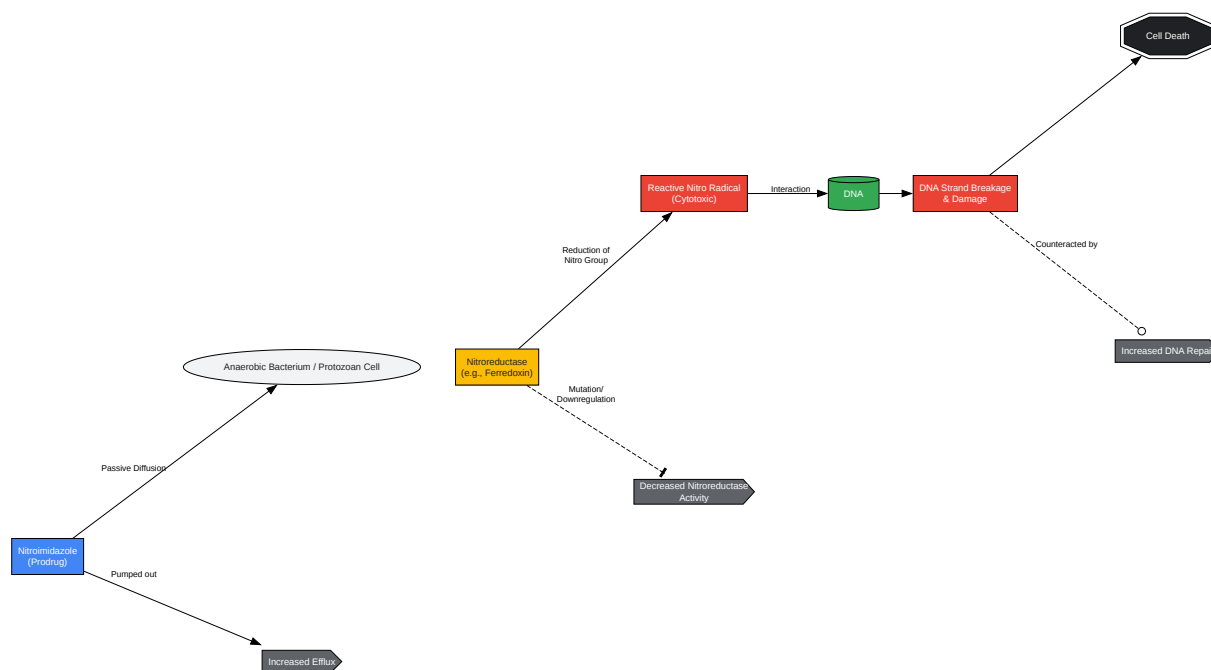 Cell Death
Reactive Nitro Radical
(Cytotoxic)
Interaction
DNA
DNA Strand Breakage
& Damage
Reduction of
Nitro Group
Counteracted by
Increased DNA Repai
Anaerobic Bacterium / Protozoan Cell
Nitroreductase
(e.g., Ferredoxin)
Mutation/
Downregulation
Passive Diffusion
Decreased Nitroreductase
Activity
Nitroimidazole
(Prodrug)
Pumped out
Increased Efflux